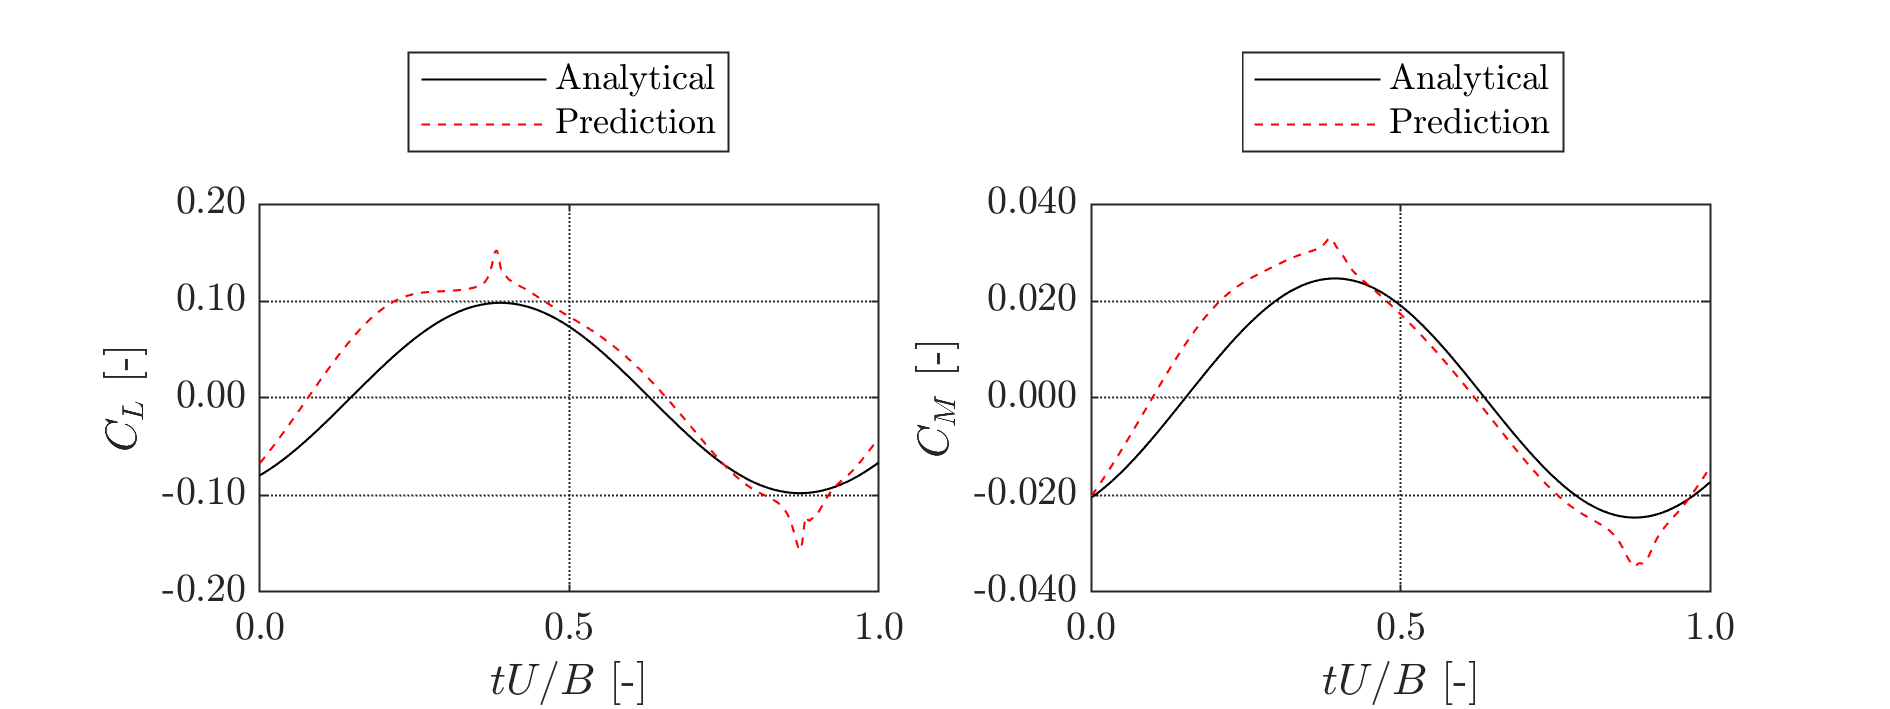 Analytical
Prediction
0.20
0.10
0.00
-0.10
-0.20
0.0 0.5 1.0
tU/B [-]
C_L [-]
Analytical
Prediction
0.040
0.020
0.000
-0.020
-0.040
0.0 0.5 1.0
tU/B [-]
C_M [-]